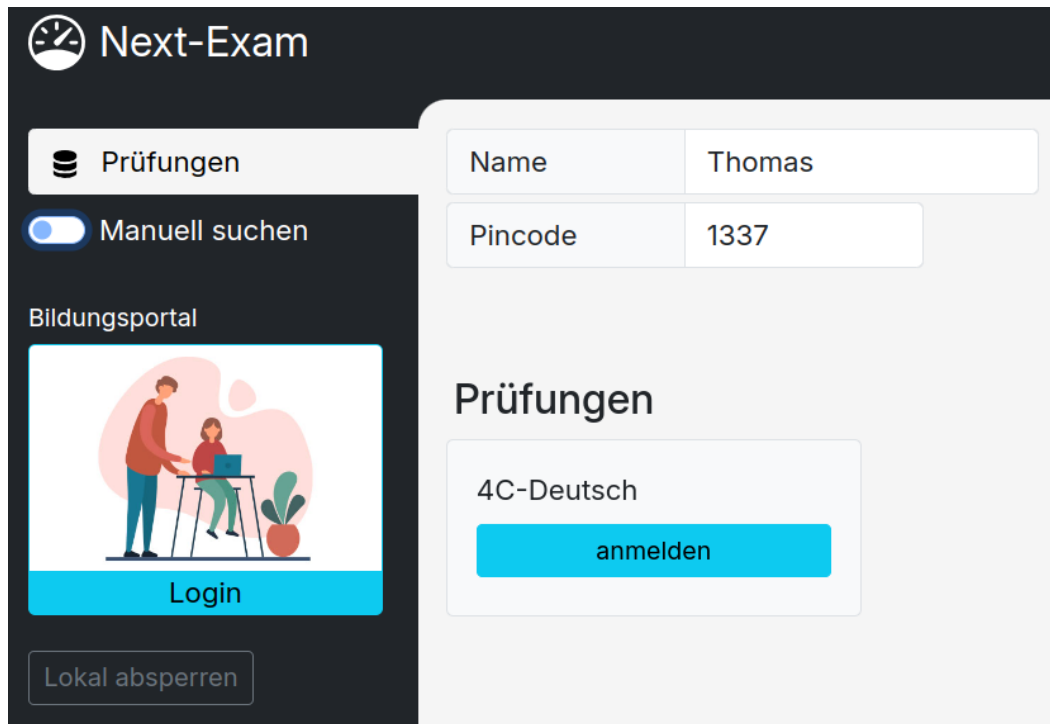 Next-Exam
Prüfungen
Manuell suchen
Bildungsportal
Login
Lokal absperren
Name Thomas
Pincode 1337
Prüfungen
4C-Deutsch
anmelden